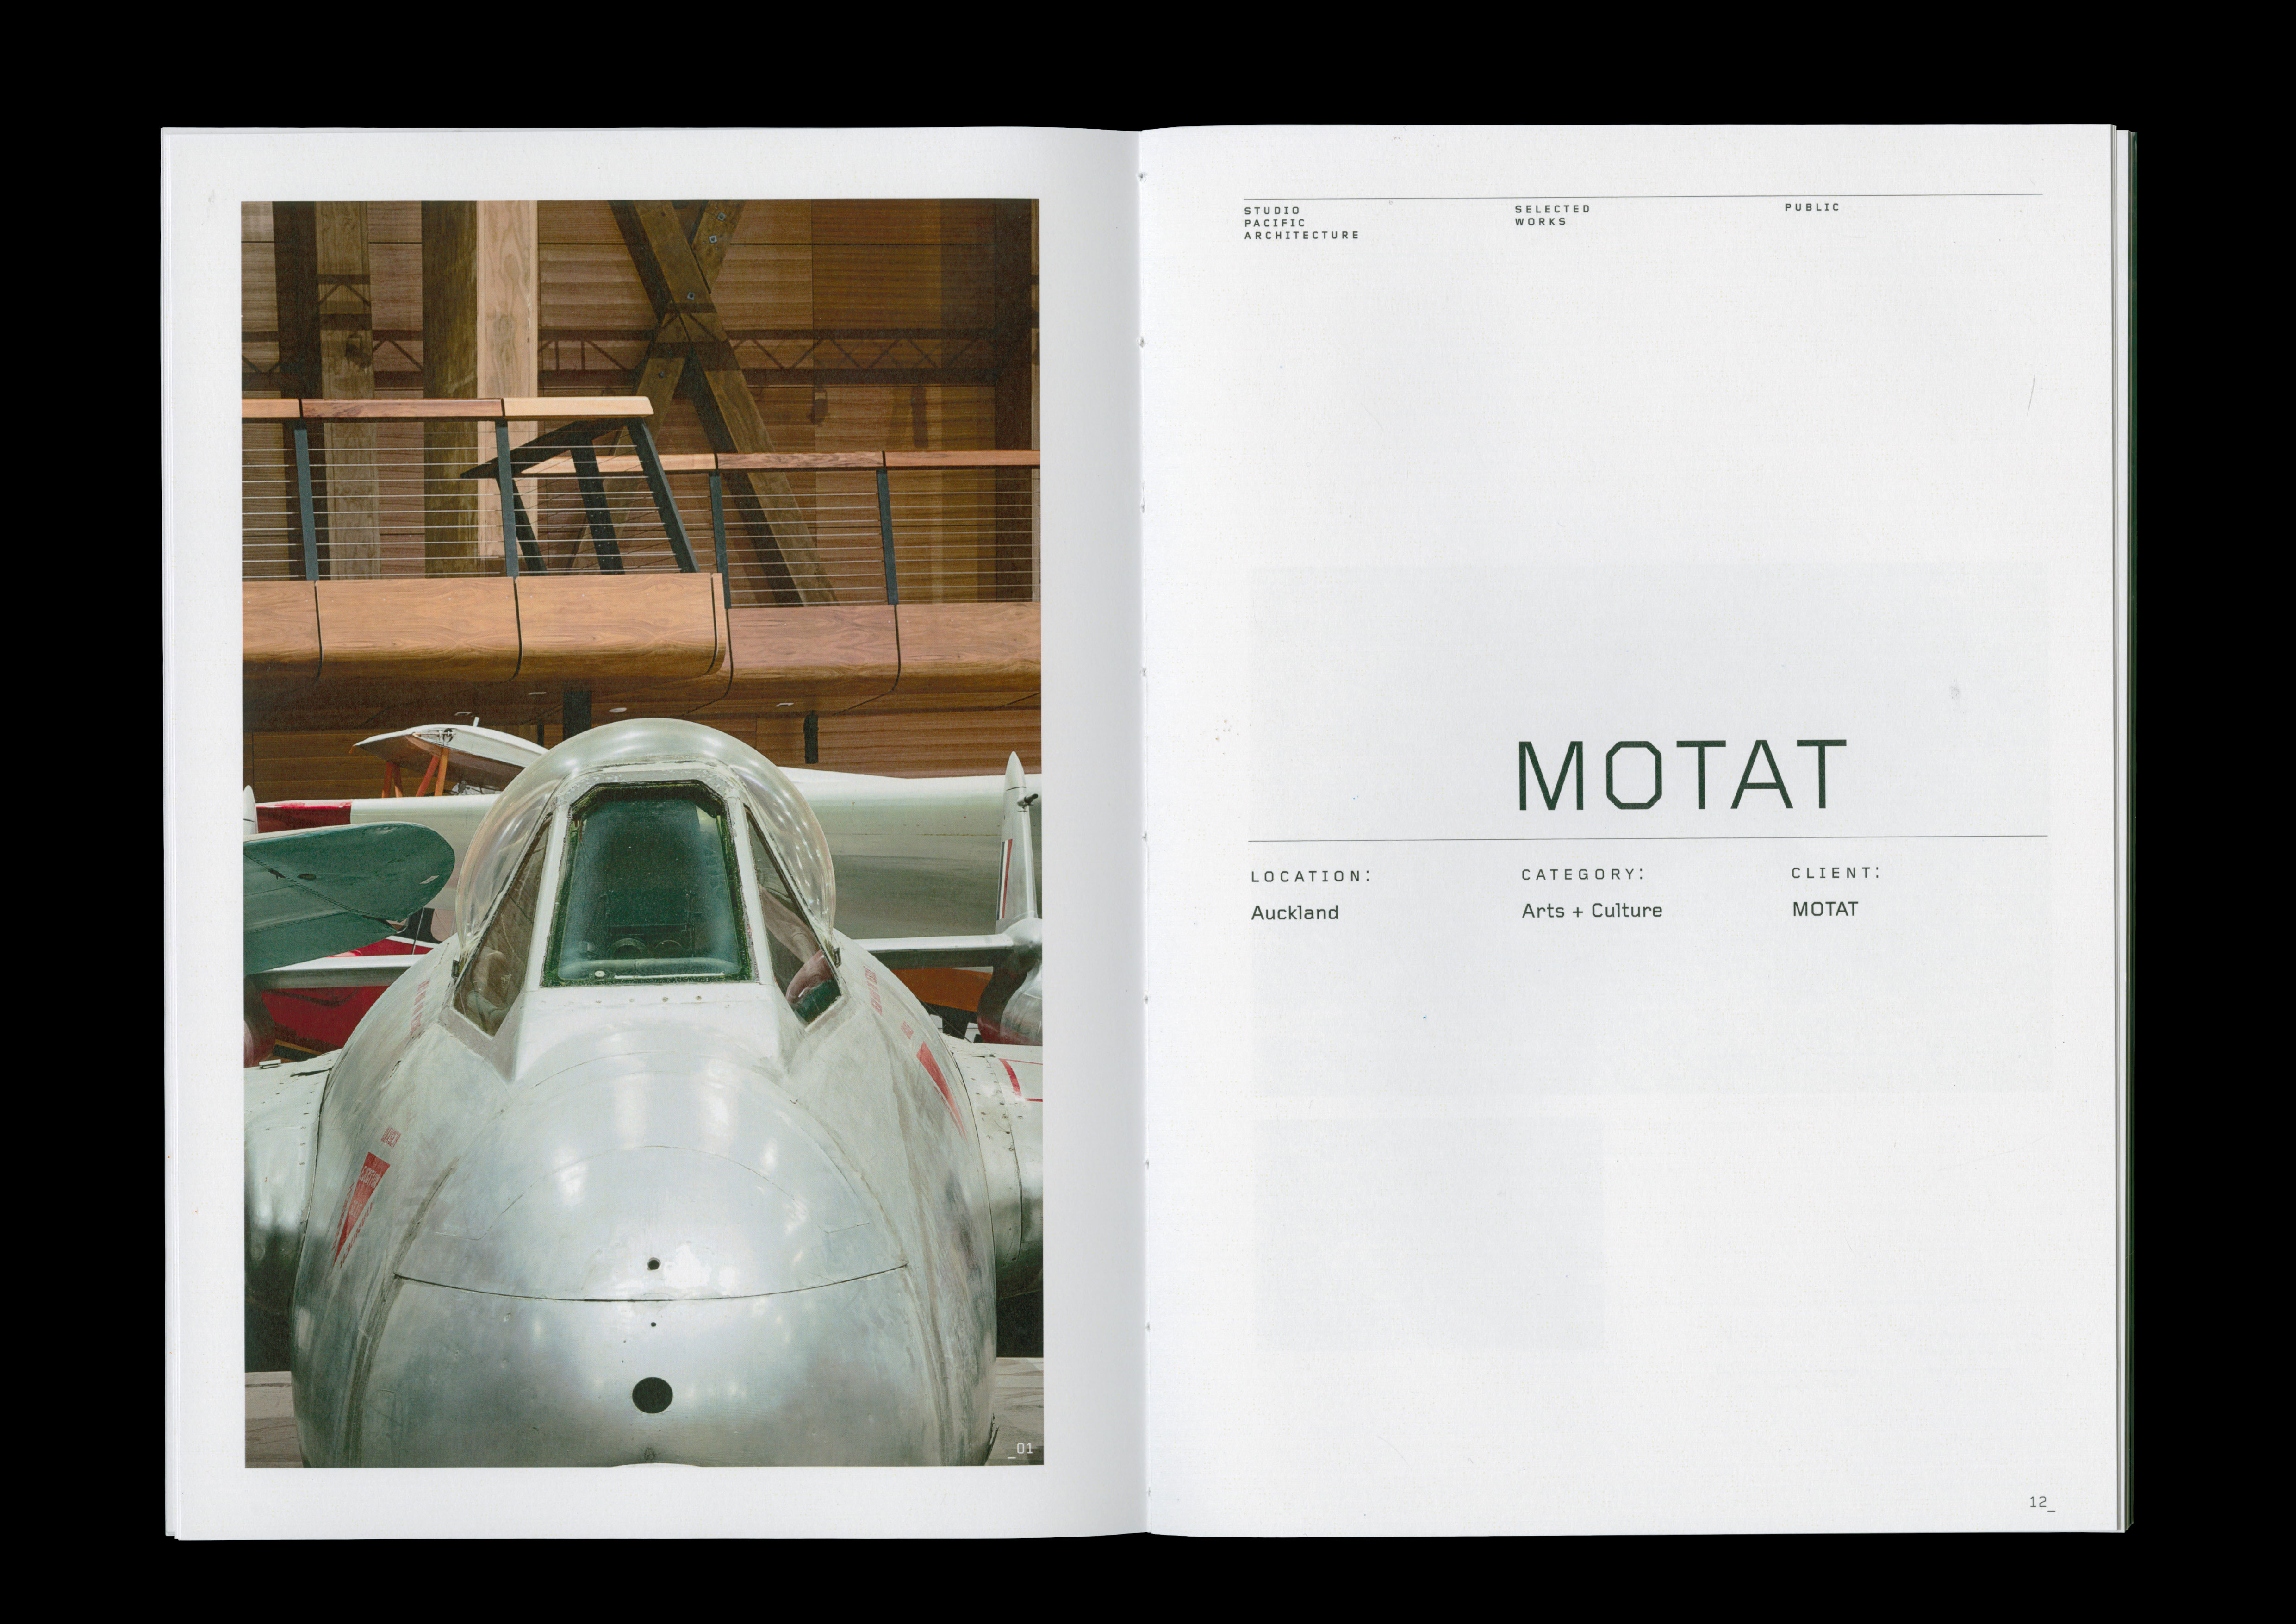 _01
STUDIO
PACIFIC
ARCHITECTURE
SELECTED
WORKS
PUBLIC
MOTAT
LOCATION:
Auckland
CATEGORY:
Arts + Culture
CLIENT:
MOTAT
12_